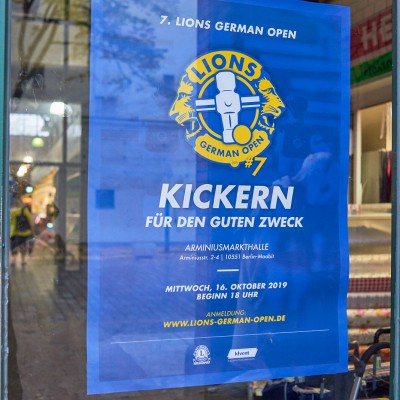 7. LIONS GERMAN OPEN
LIONS
GERMAN OPEN
#7
KICKERN
FÜR DEN GUTEN ZWECK
ARMINIUSMARKTHALLE
Arminiusstr. 2-4 | 10551 Berlin-Moabit
MITTWOCH, 16. OKTOBER 2019
BEGINN 18 UHR
ANMELDUNG:
WWW.LIONS-GERMAN-OPEN.DE
HE